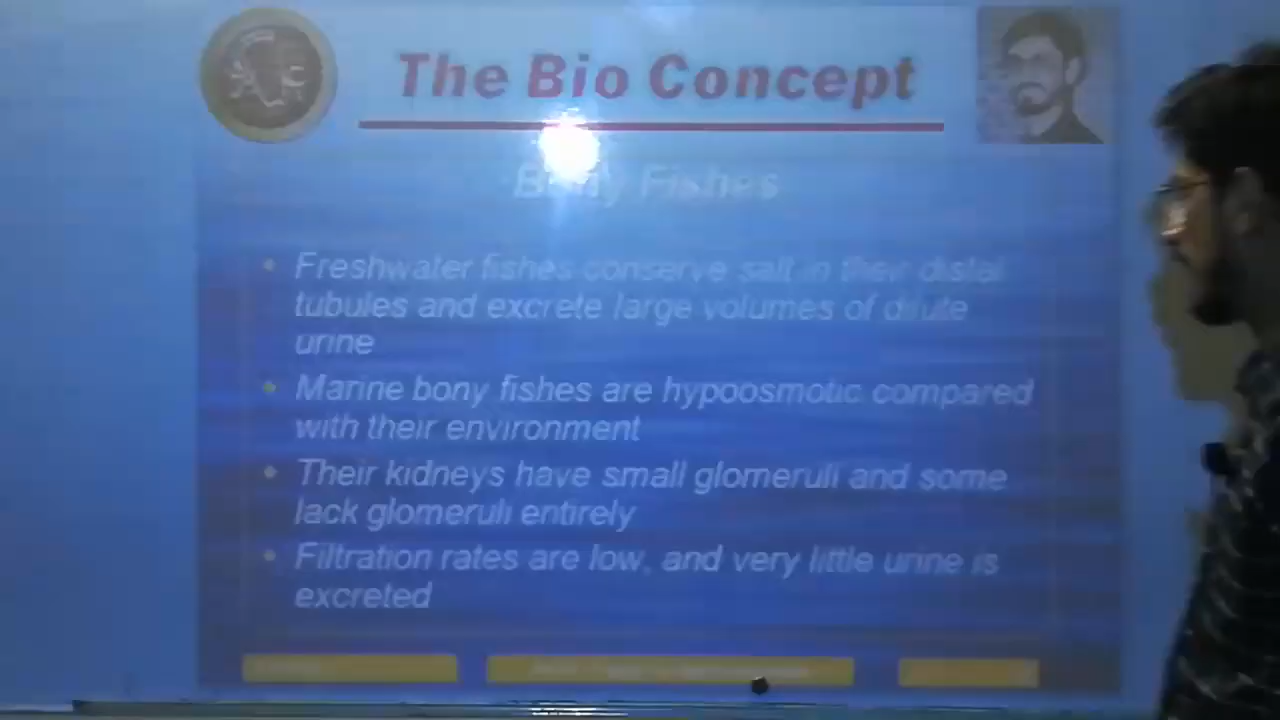 The Bio Concept
Bony Fishes
• Freshwater fishes conserve salt in their distal
tubules and excrete large volumes of dilute
urine
• Marine bony fishes are hypoosmotic compared
with their environment
• Their kidneys have small glomeruli and some
lack glomeruli entirely
• Filtration rates are low, and very little urine is
excreted